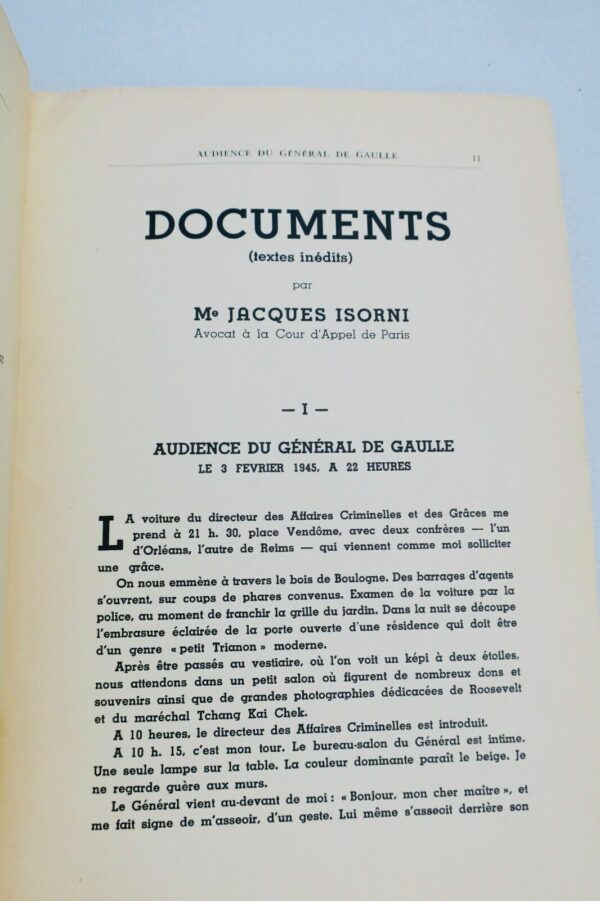 AUDIENCE DU GÉNÉRAL DE GAULLE 11
DOCUMENTS
(textes inédits)
par
Me JACQUES ISORNI
Avocat à la Cour d'Appel de Paris
— I —
AUDIENCE DU GÉNÉRAL DE GAULLE
LE 3 FEVRIER 1945, A 22 HEURES
LA voiture du directeur des Affaires Criminelles et des Grâces me
prend à 21 h. 30, place Vendôme, avec deux confrères — l'un
d'Orléans, l'autre de Reims — qui viennent comme moi solliciter
une grâce.
On nous emmène à travers le bois de Boulogne. Des barrages d'agents
s'ouvrent, sur coups de phares convenus. Examen de la voiture par la
police, au moment de franchir la grille du jardin. Dans la nuit se découpe
l'embrasure éclairée de la porte ouverte d'une résidence qui doit être
d'un genre « petit Trianon » moderne.
Après être passés au vestiaire, où l'on voit un képi à deux étoiles,
nous attendons dans un petit salon où figurent de nombreux dons et
souvenirs ainsi que de grandes photographies dédicacées de Roosevelt
et du maréchal Tchang Kai Chek.
A 10 heures, le directeur des Affaires Criminelles est introduit.
A 10 h. 15, c'est mon tour. Le bureau-salon du Général est intime.
Une seule lampe sur la table. La couleur dominante paraît le beige. Je
ne regarde guère aux murs.
Le Général vient au-devant de moi : « Bonjour, mon cher maître », et
me fait signe de m'asseoir, d'un geste. Lui même s'asseoit derrière son